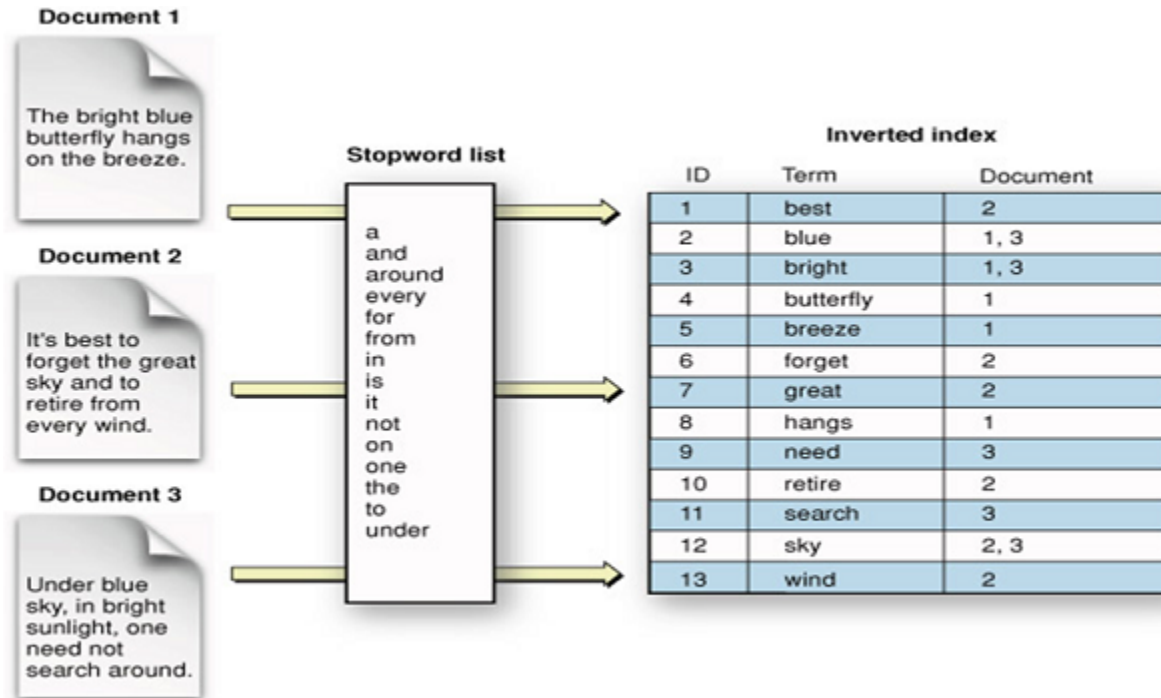 Document 1
The bright blue
butterfly hangs
on the breeze.
Document 2
It's best to
forget the great
sky and to
retire from
every wind.
Document 3
Under blue
sky, in bright
sunlight, one
need not
search around.
Stopword list
a
and
around
every
for
from
in
is
it
not
on
one
the
to
under
Inverted index
ID Term Document
1 best 2
2 blue 1, 3
3 bright 1, 3
4 butterfly 1
5 breeze 1
6 forget 2
7 great 2
8 hangs 1
9 need 3
10 retire 2
11 search 3
12 sky 2, 3
13 wind 2